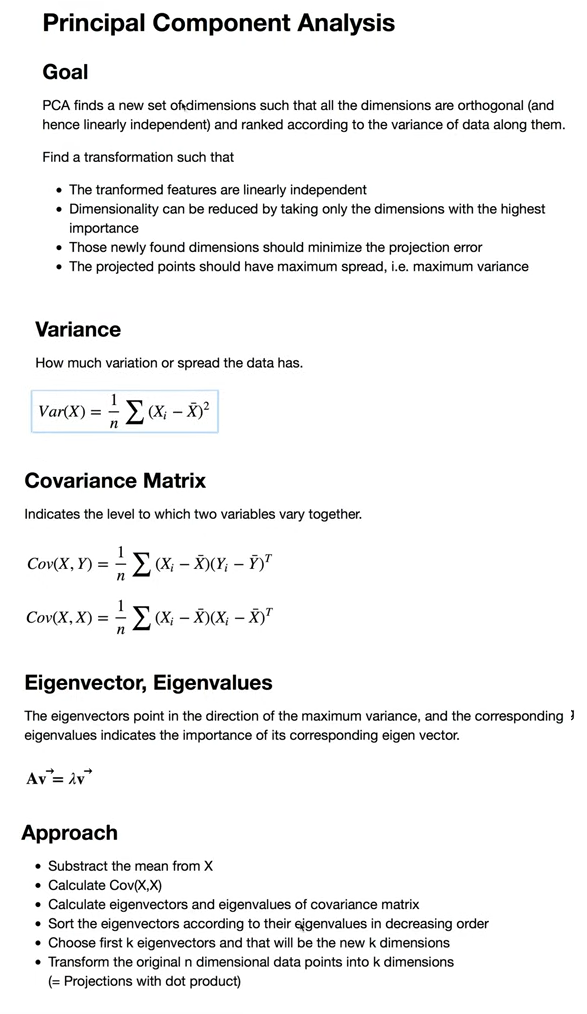 Principal Component Analysis
Goal
PCA finds a new set of dimensions such that all the dimensions are orthogonal (and
hence linearly independent) and ranked according to the variance of data along them.
Find a transformation such that
• The tranformed features are linearly independent
• Dimensionality can be reduced by taking only the dimensions with the highest
importance
• Those newly found dimensions should minimize the projection error
• The projected points should have maximum spread, i.e. maximum variance
Variance
How much variation or spread the data has.
Var(X) = 1/n ∑ (Xᵢ − X̄)²
Covariance Matrix
Indicates the level to which two variables vary together.
Cov(X, Y) = 1/n ∑ (Xᵢ − X̄)(Yᵢ − Ȳ)ᵀ
Cov(X, X) = 1/n ∑ (Xᵢ − X̄)(Xᵢ − X̄)ᵀ
Eigenvector, Eigenvalues
The eigenvectors point in the direction of the maximum variance, and the corresponding
eigenvalues indicates the importance of its corresponding eigen vector.
Av⃗ = λv⃗
Approach
• Substract the mean from X
• Calculate Cov(X,X)
• Calculate eigenvectors and eigenvalues of covariance matrix
• Sort the eigenvectors according to their eigenvalues in decreasing order
• Choose first k eigenvectors and that will be the new k dimensions
• Transform the original n dimensional data points into k dimensions
(= Projections with dot product)